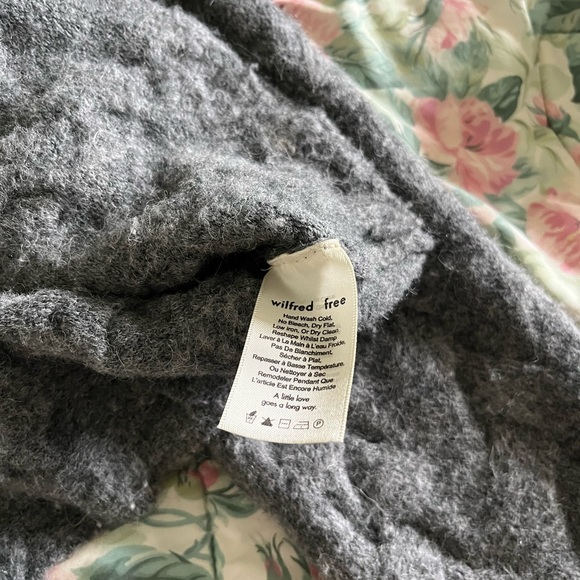 wilfred free
Hand Wash Cold,
No Bleach, Dry Flat.
Low Iron, Or Dry Clean.
Reshape Whilst Damp
Laver à La Main à L'eau Froide,
Pas De Blanchiment,
Sécher à Plat,
Repasser à Basse Température.
Ou Nettoyer à Sec
Remodeler Pendant Que
L'article Est Encore Humide
A little love
goes a long way.
P